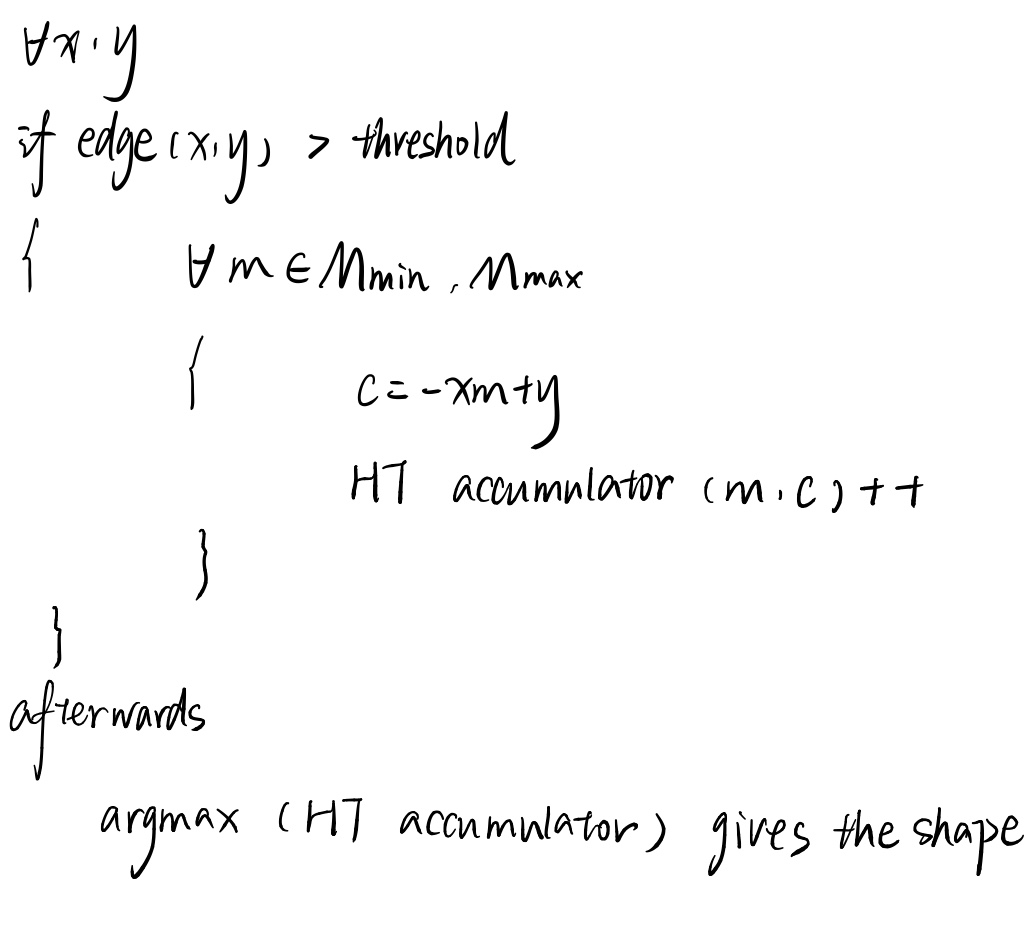 ∀x,y
if edge(x,y) > threshold
{ ∀ m ∈ Mmin, Mmax
{ c = -xm+y
HT accumulator (m,c)++
}
}
afterwards
argmax (HT accumulator) gives the shape